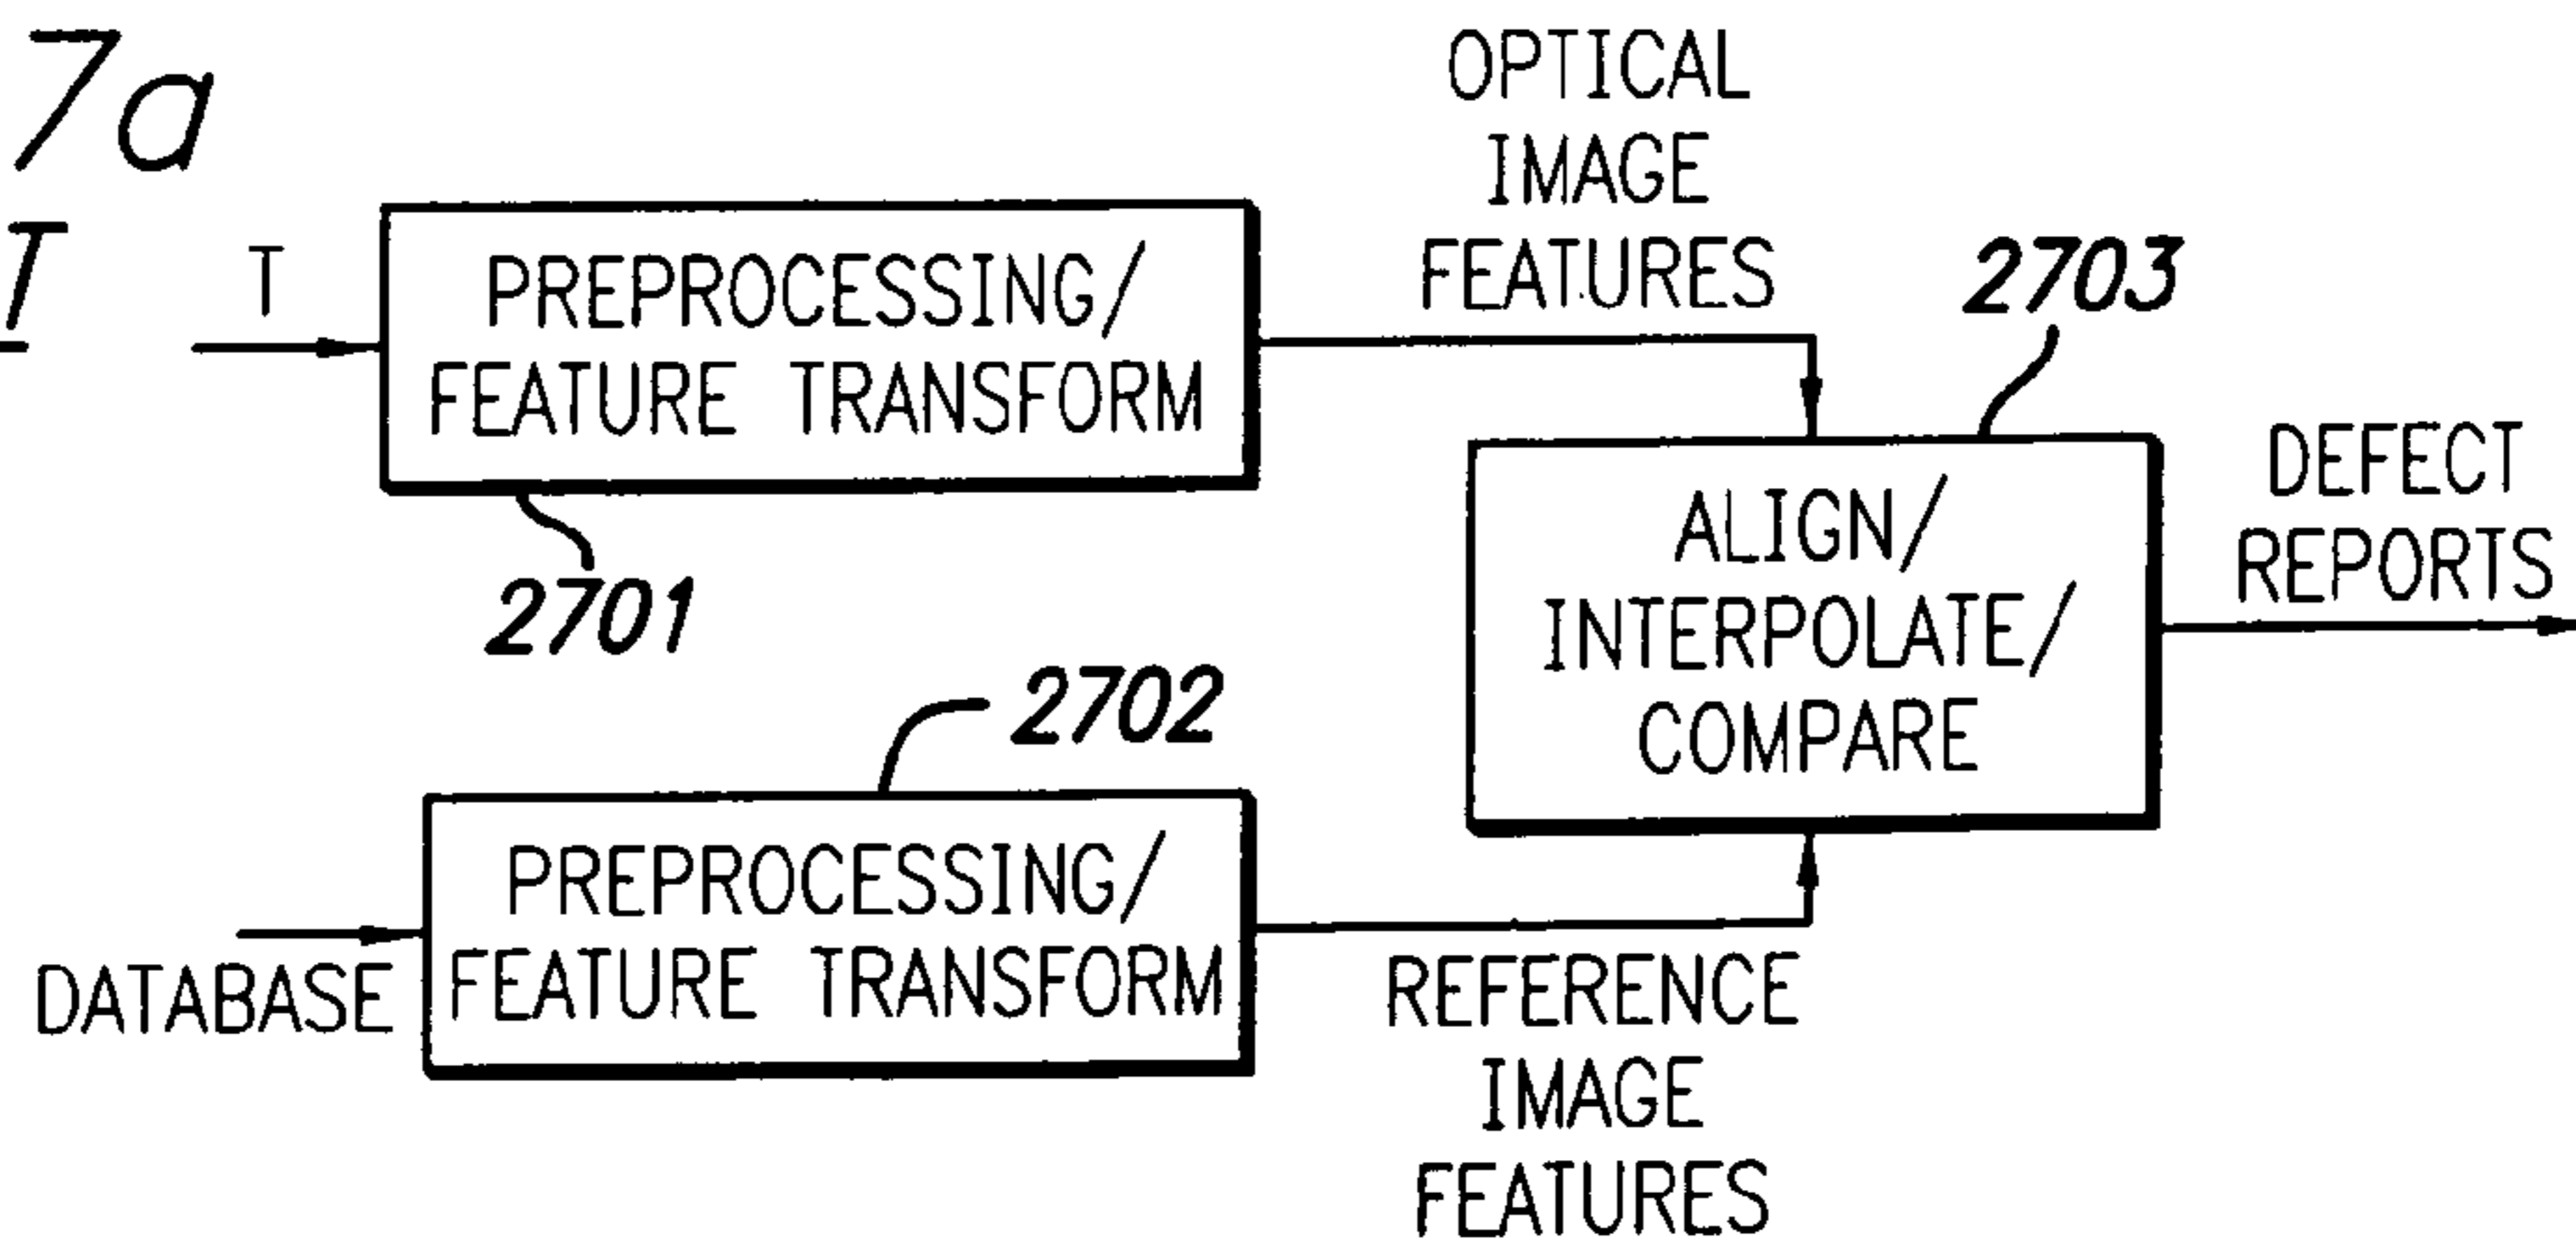 7a
T
T
PREPROCESSING/
FEATURE TRANSFORM
2701
OPTICAL
IMAGE
FEATURES
2703
ALIGN/
INTERPOLATE/
COMPARE
DEFECT
REPORTS
2702
DATABASE
PREPROCESSING/
FEATURE TRANSFORM
REFERENCE
IMAGE
FEATURES